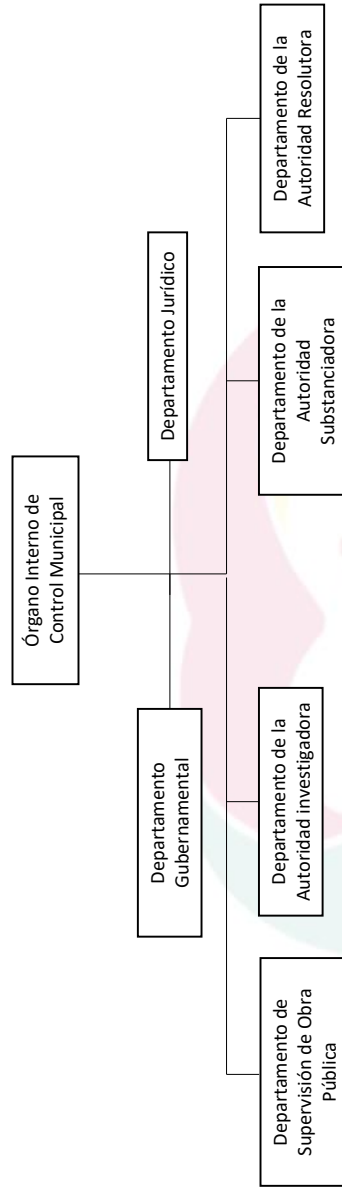 Órgano Interno de
Control Municipal
Departamento
Gubernamental
Departamento Jurídico
Departamento de
Supervisión de Obra
Pública
Departamento de la
Autoridad investigadora
Departamento de la
Autoridad
Substanciadora
Departamento de la
Autoridad Resolutora